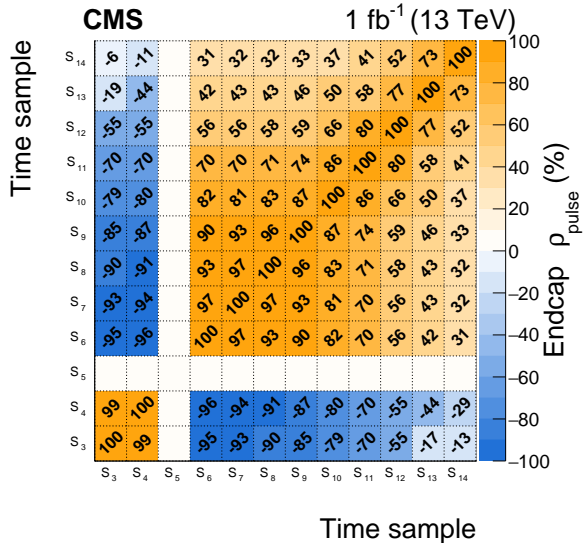 CMS 1 fb⁻¹ (13 TeV)
S₁₄ -6 -11 31 32 32 33 37 41 52 73 100
S₁₃ -19 -44 42 43 43 46 50 58 77 100 73
S₁₂ -55 -55 56 56 58 59 66 80 100 77 52
S₁₁ -70 -70 70 70 71 74 86 100 80 58 41
S₁₀ -79 -80 82 81 83 87 100 86 66 50 37
S₉ -85 -87 90 93 96 100 87 74 59 46 33
S₈ -90 -91 93 97 100 96 83 71 58 43 32
S₇ -93 -94 97 100 97 93 81 70 56 43 32
S₆ -95 -96 100 97 93 90 82 70 56 42 31
S₅
S₄ 99 100 -96 -94 -91 -87 -80 -70 -55 -44 -29
S₃ 100 99 -95 -93 -90 -85 -79 -70 -55 -17 -13
S₃ S₄ S₅ S₆ S₇ S₈ S₉ S₁₀ S₁₁ S₁₂ S₁₃ S₁₄
Time sample
Time sample
100
80
60
40
20
0
−20
−40
−60
−80
−100
Endcap ρ_pulse (%)